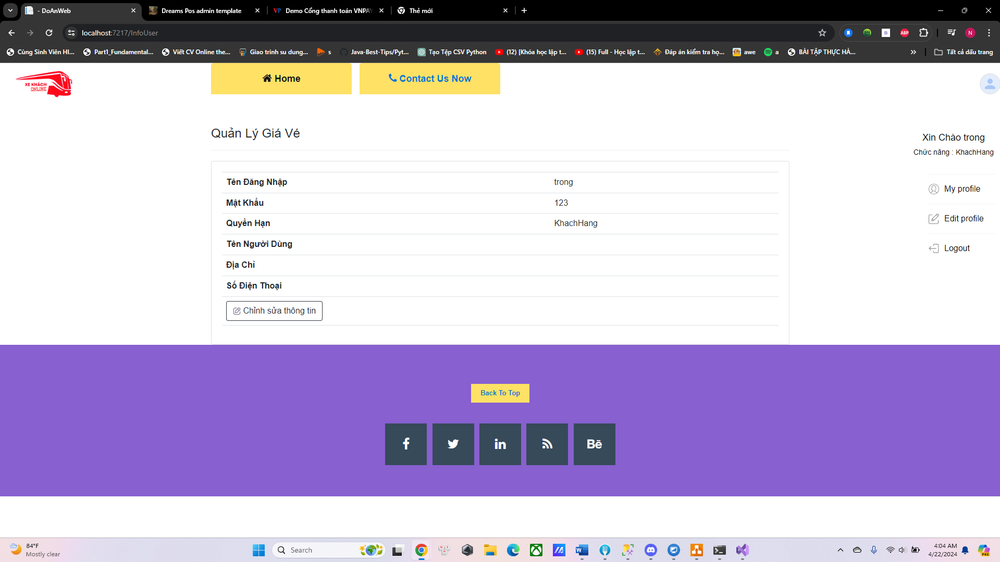 - DoAnWeb
Dreams Pos admin template
VP Demo Cổng thanh toán VNPAY
Thẻ mới
localhost:7217/InfoUser
B
ABP
N
Cùng Sinh Viên HI...
Part1_Fundamental...
Viết CV Online the...
Giao trinh su dung...
s
Java-Best-Tips/Pyt...
Tạo Tệp CSV Python
(12) [Khóa học lập t...
(15) Full - Học lập t...
Đáp án kiểm tra họ...
awe
a
BÀI TẬP THỰC HÀ...
Tất cả dấu trang
XE KHÁCH
ONLINE
Home
Contact Us Now
Quản Lý Giá Vé
Xin Chào trong
Chức năng : KhachHang
My profile
Edit profile
Logout
Tên Đăng Nhập trong
Mật Khẩu 123
Quyền Hạn KhachHang
Tên Người Dùng
Địa Chỉ
Số Điện Thoại
Chỉnh sửa thông tin
Back To Top
84°F
Mostly clear
Search
4:04 AM
4/22/2024
PRE